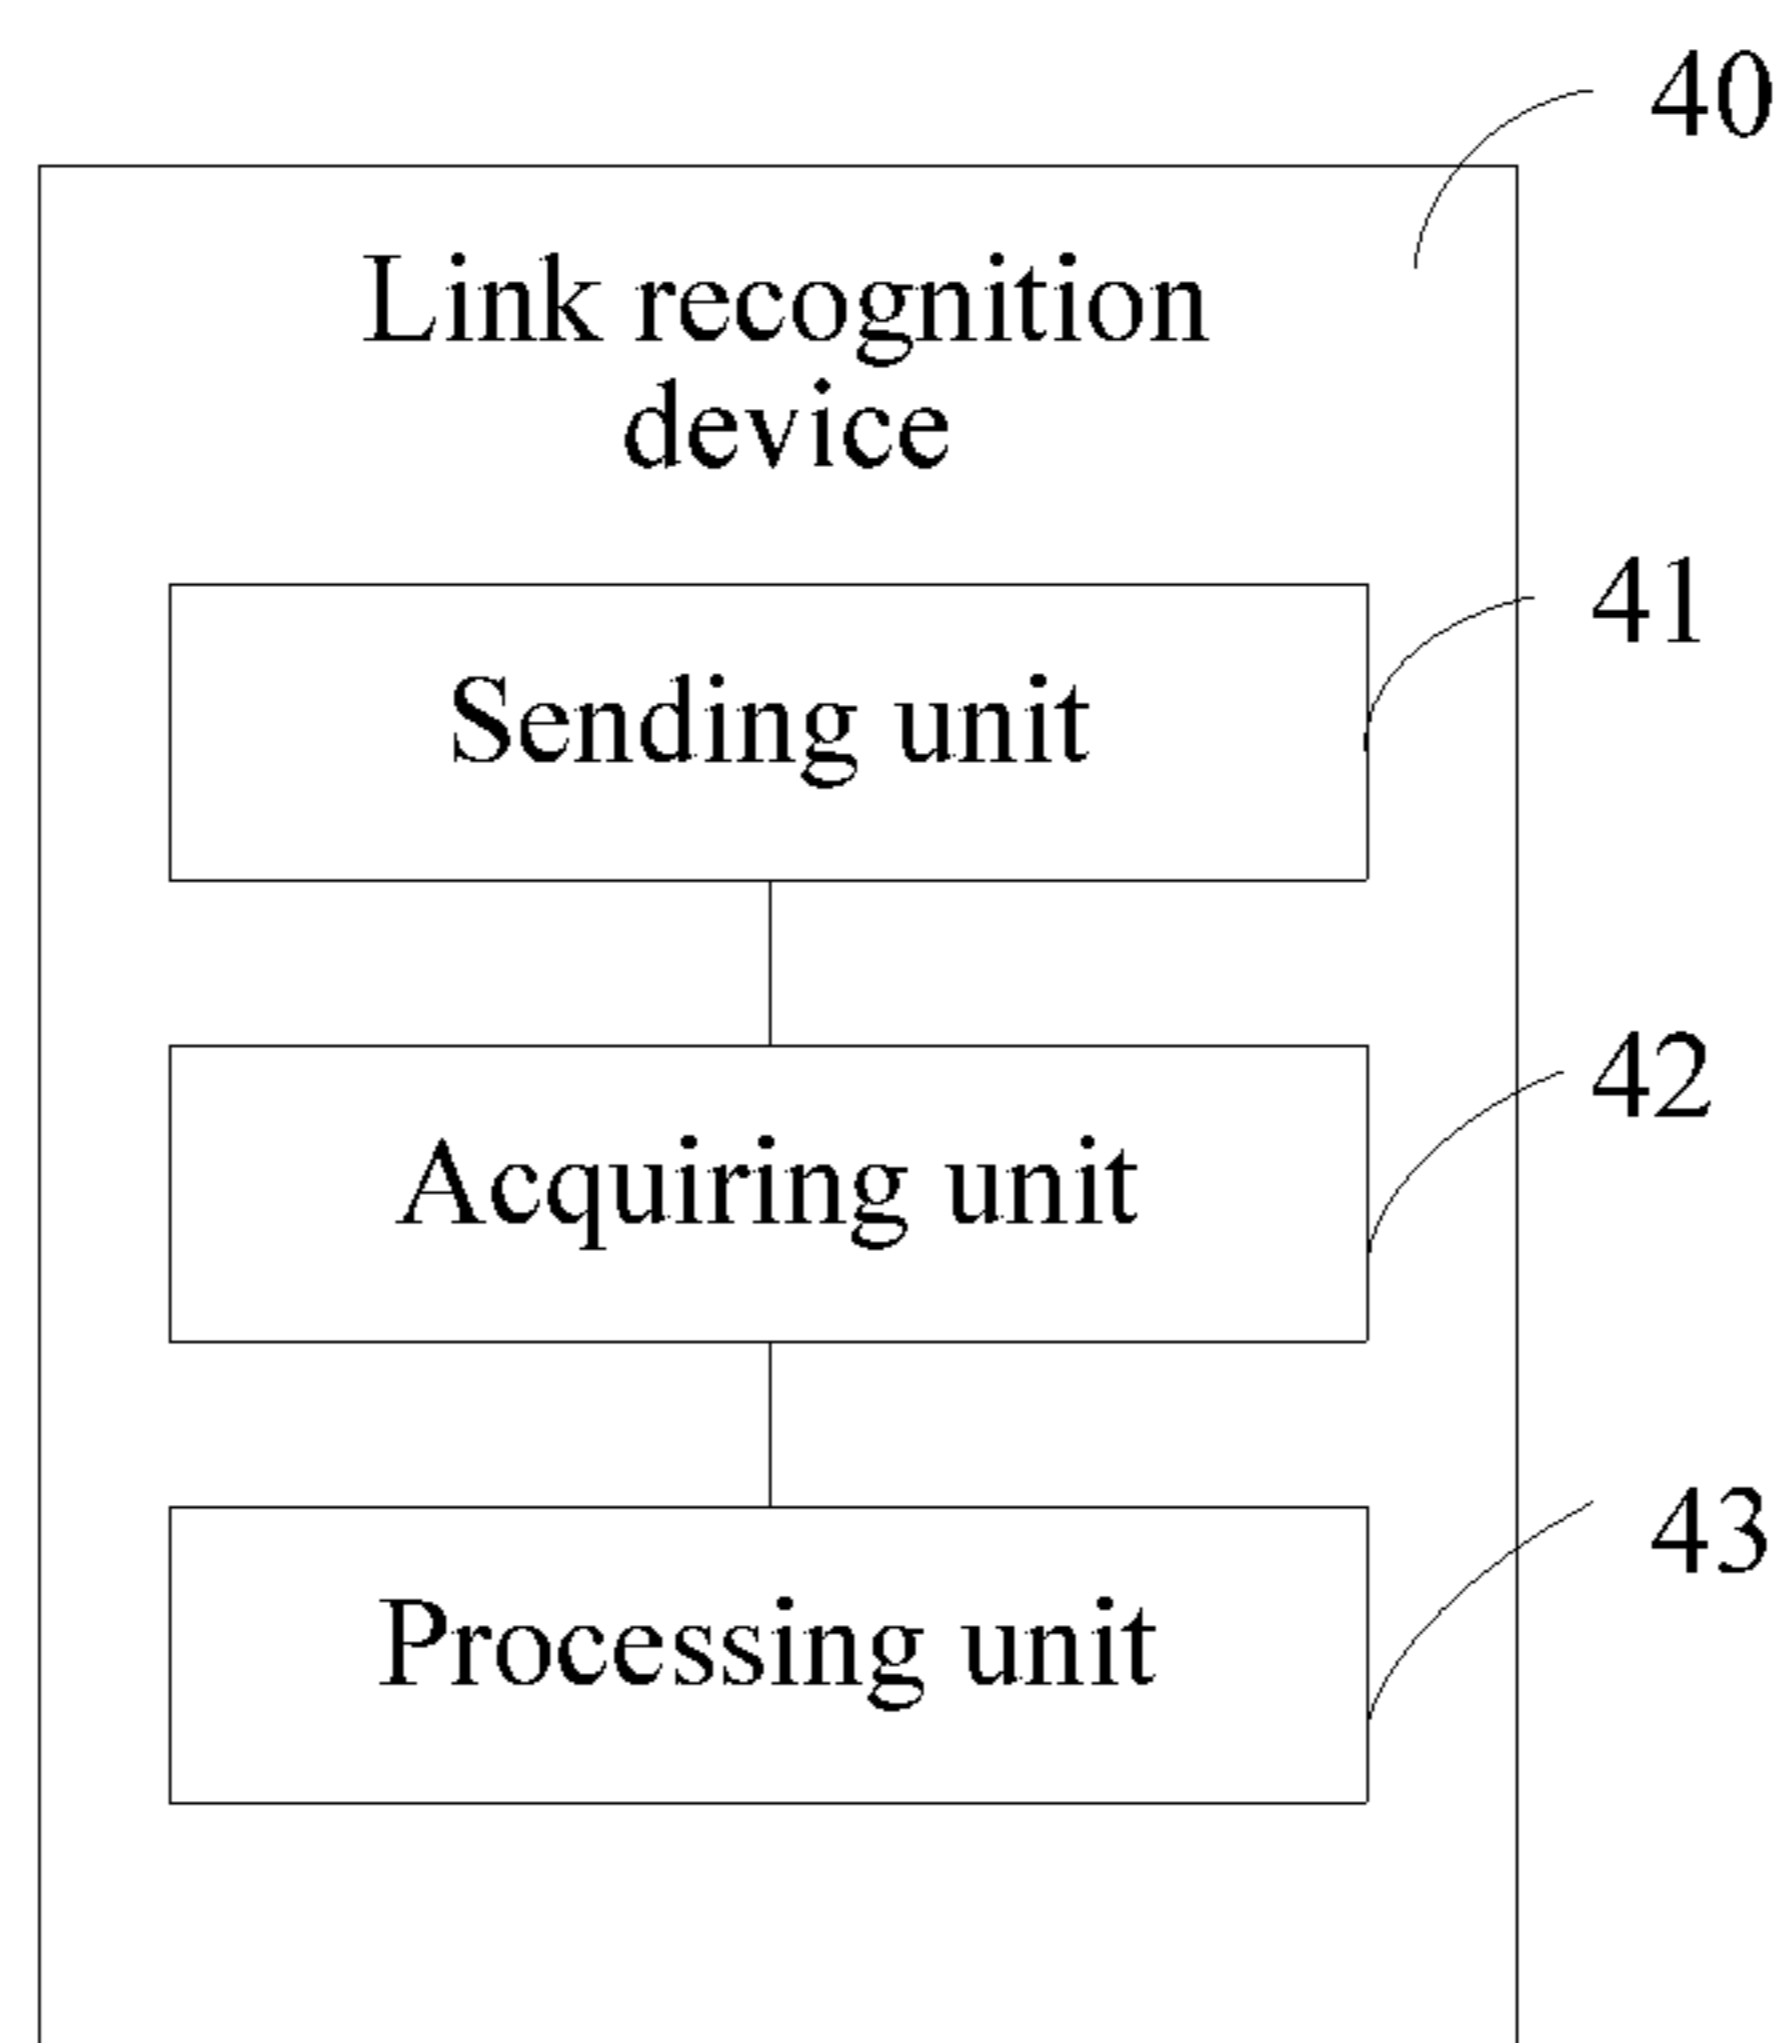 40
Link recognition
device
41
Sending unit
42
Acquiring unit
43
Processing unit